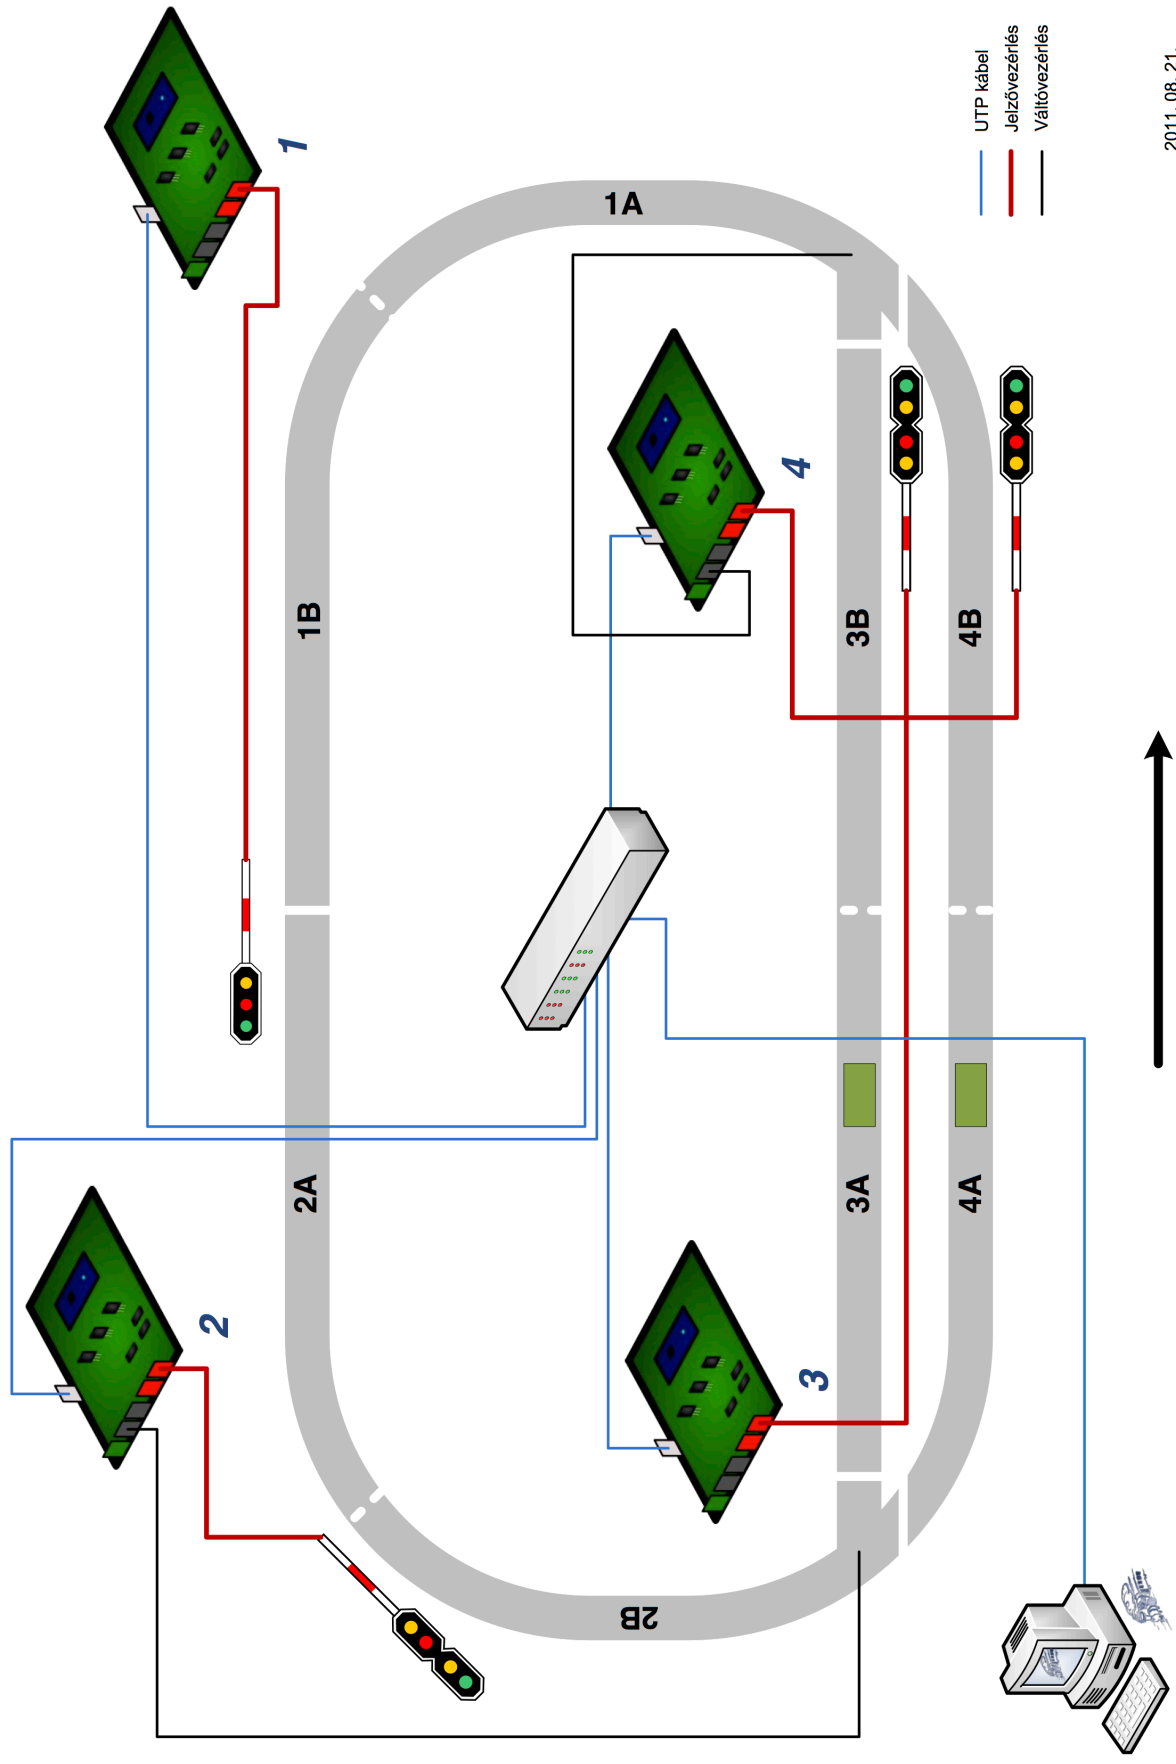 2
1
2A
1B
2B
1A
3
4
3A
3B
4A
4B
UTP kábel
Jelzővezérlés
Váltóvezérlés
2011. 08. 21.